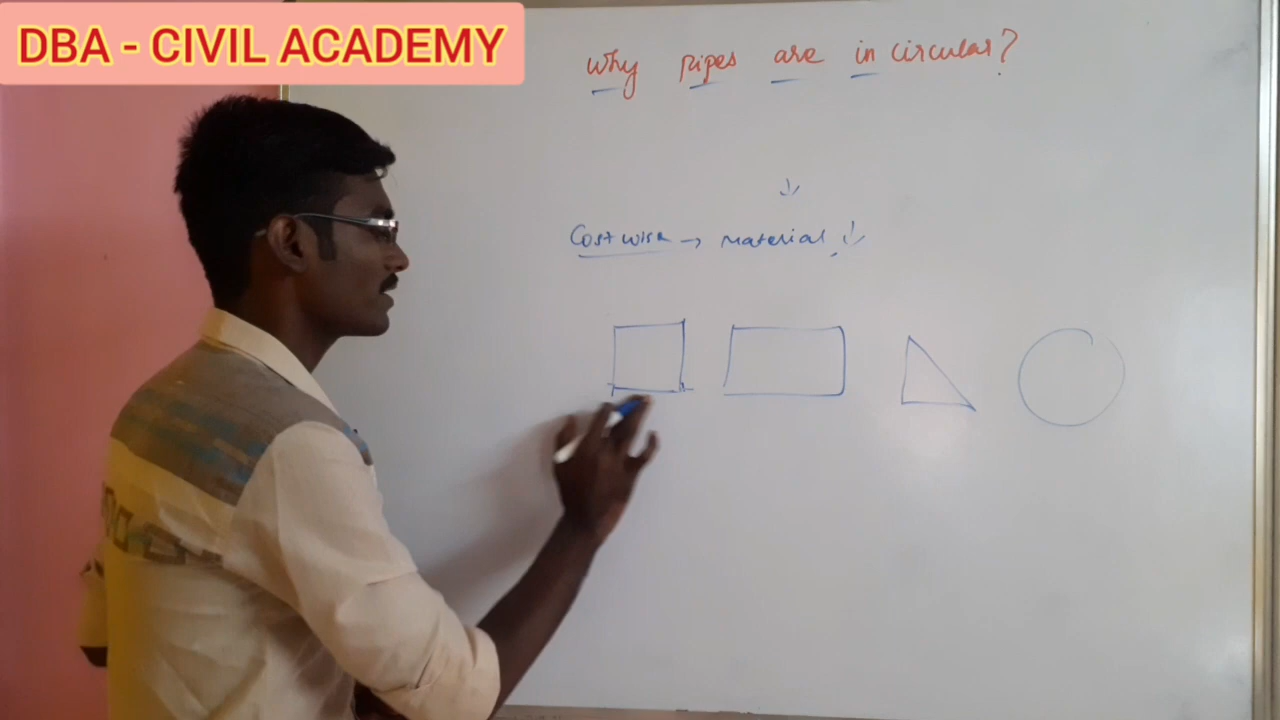 DBA - CIVIL ACADEMY
why pipes are in circular?
Cost wise → material ↓